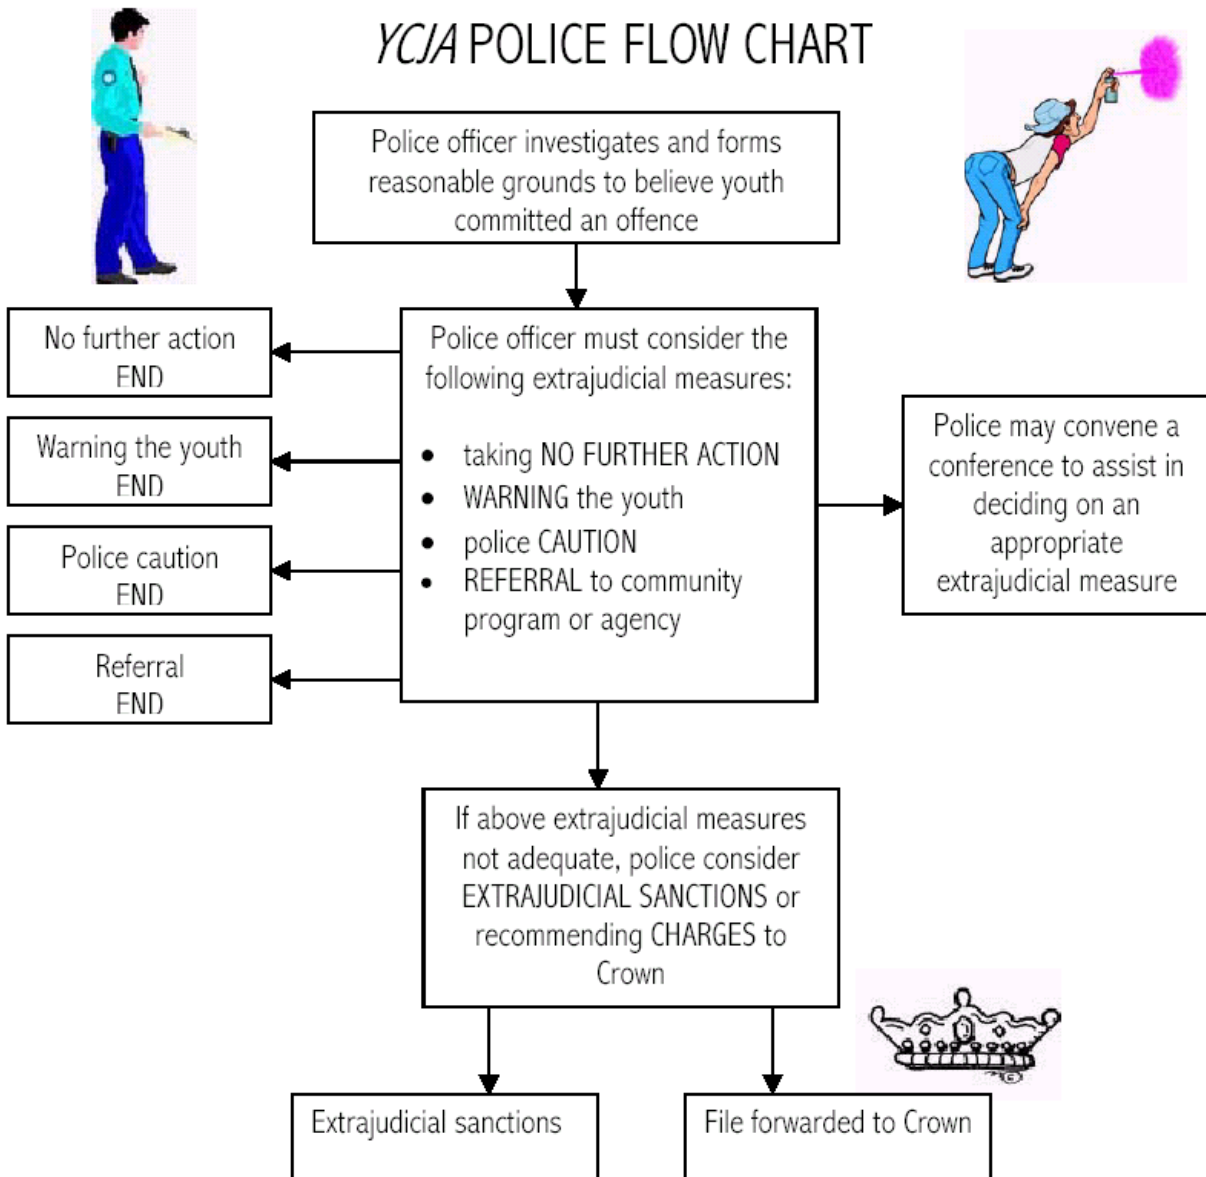 YCJA POLICE FLOW CHART
Police officer investigates and forms
reasonable grounds to believe youth
committed an offence
No further action
END
Warning the youth
END
Police caution
END
Referral
END
Police officer must consider the
following extrajudicial measures:
• taking NO FURTHER ACTION
• WARNING the youth
• police CAUTION
• REFERRAL to community
program or agency
Police may convene a
conference to assist in
deciding on an
appropriate
extrajudicial measure
If above extrajudicial measures
not adequate, police consider
EXTRAJUDICIAL SANCTIONS or
recommending CHARGES to
Crown
Extrajudicial sanctions
File forwarded to Crown